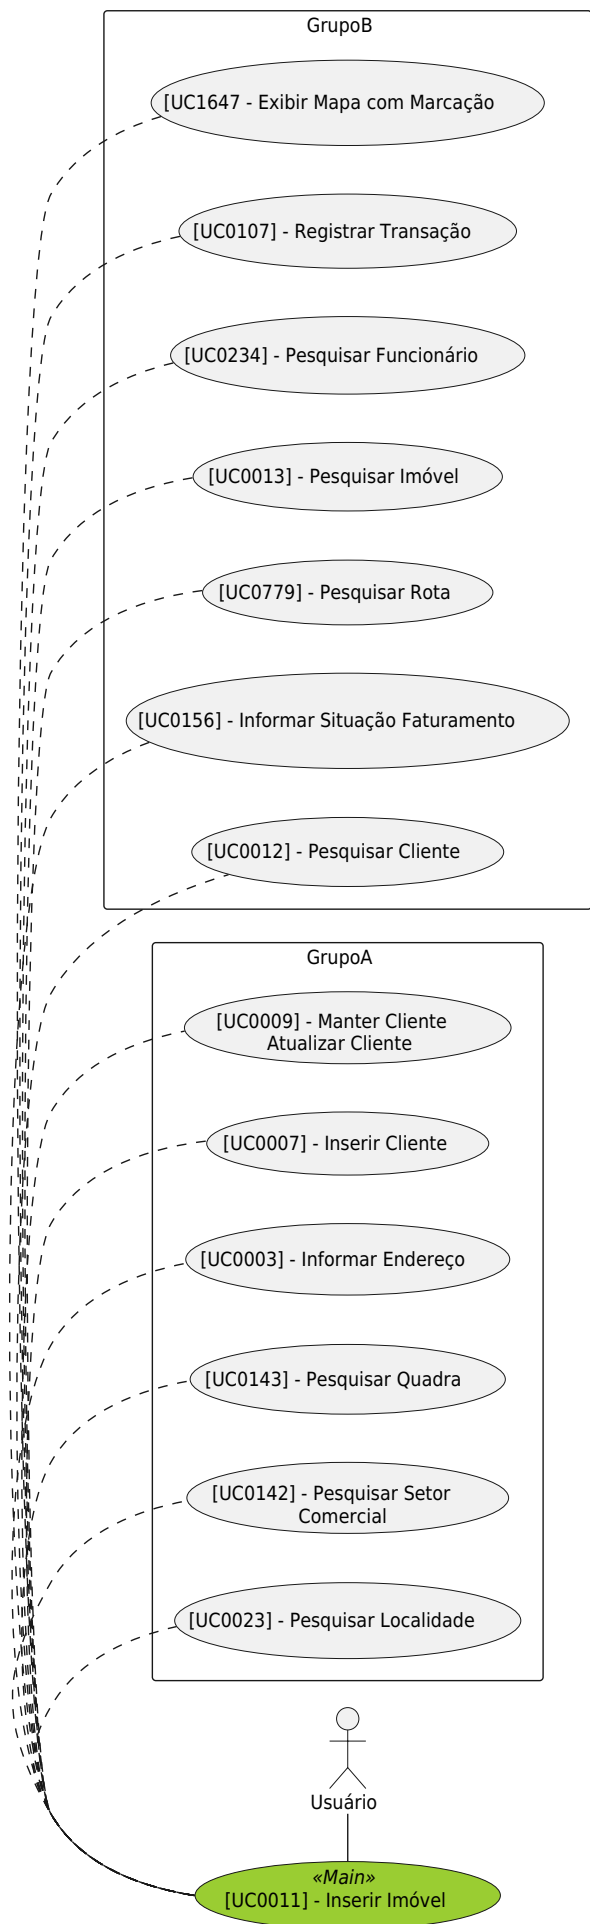 GrupoB
[UC1647 - Exibir Mapa com Marcação
[UC0107] - Registrar Transação
[UC0234] - Pesquisar Funcionário
[UC0013] - Pesquisar Imóvel
[UC0779] - Pesquisar Rota
[UC0156] - Informar Situação Faturamento
[UC0012] - Pesquisar Cliente
GrupoA
[UC0009] - Manter Cliente
Atualizar Cliente
[UC0007] - Inserir Cliente
[UC0003] - Informar Endereço
[UC0143] - Pesquisar Quadra
[UC0142] - Pesquisar Setor
Comercial
[UC0023] - Pesquisar Localidade
Usuário
«Main»
[UC0011] - Inserir Imóvel